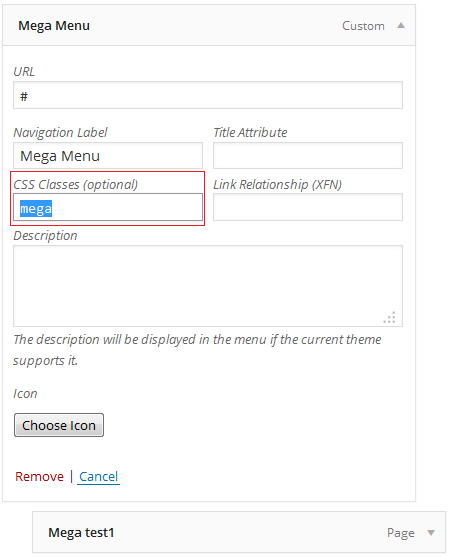 Mega Menu Custom
URL
#
Navigation Label Title Attribute
Mega Menu
CSS Classes (optional) Link Relationship (XFN)
mega
Description
The description will be displayed in the menu if the current theme
supports it.
Icon
Choose Icon
Remove | Cancel
Mega test1 Page